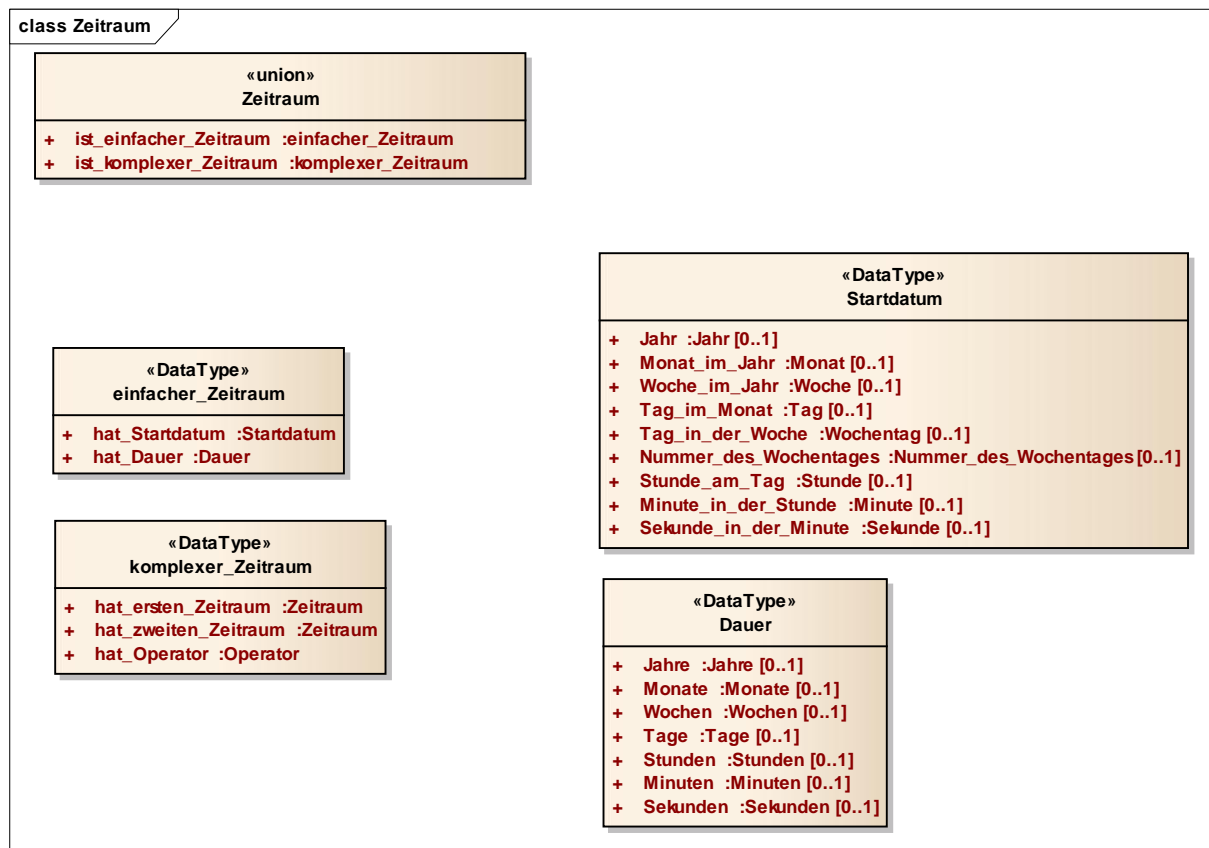 class Zeitraum
«union»
Zeitraum
+ ist_einfacher_Zeitraum :einfacher_Zeitraum
+ ist_komplexer_Zeitraum :komplexer_Zeitraum
«DataType»
einfacher_Zeitraum
+ hat_Startdatum :Startdatum
+ hat_Dauer :Dauer
«DataType»
komplexer_Zeitraum
+ hat_ersten_Zeitraum :Zeitraum
+ hat_zweiten_Zeitraum :Zeitraum
+ hat_Operator :Operator
«DataType»
Startdatum
+ Jahr :Jahr [0..1]
+ Monat_im_Jahr :Monat [0..1]
+ Woche_im_Jahr :Woche [0..1]
+ Tag_im_Monat :Tag [0..1]
+ Tag_in_der_Woche :Wochentag [0..1]
+ Nummer_des_Wochentages :Nummer_des_Wochentages [0..1]
+ Stunde_am_Tag :Stunde [0..1]
+ Minute_in_der_Stunde :Minute [0..1]
+ Sekunde_in_der_Minute :Sekunde [0..1]
«DataType»
Dauer
+ Jahre :Jahre [0..1]
+ Monate :Monate [0..1]
+ Wochen :Wochen [0..1]
+ Tage :Tage [0..1]
+ Stunden :Stunden [0..1]
+ Minuten :Minuten [0..1]
+ Sekunden :Sekunden [0..1]